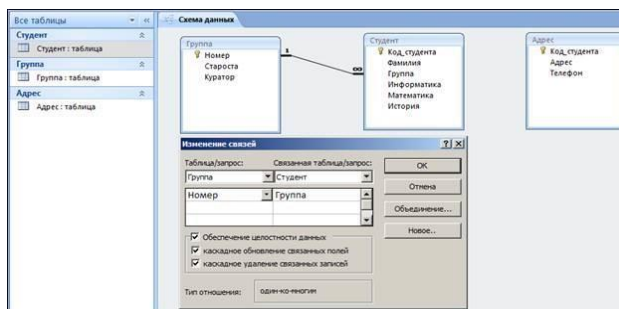 Все таблицы
Студент
Студент : таблица
Группа
Группа : таблица
Адрес
Адрес : таблица
Схема данных
Группа
Номер
Староста
Куратор
1
∞
Студент
Код_студента
Фамилия
Группа
Информатика
Математика
История
Адрес
Код_студента
Адрес
Телефон
Изменение связей
Таблица/запрос:
Связанная таблица/запрос:
Группа
Студент
Номер
Группа
Обеспечение целостности данных
каскадное обновление связанных полей
каскадное удаление связанных записей
Тип отношения:
один-ко-многим
ОК
Отмена
Объединение...
Новое..